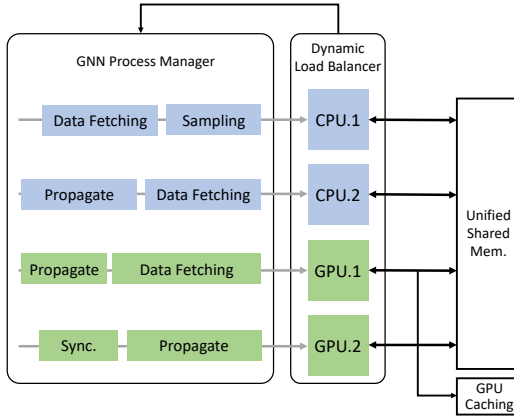 GNN Process Manager
Dynamic
Load Balancer
Data Fetching
Sampling
CPU.1
Propagate
Data Fetching
CPU.2
Propagate
Data Fetching
GPU.1
Sync.
Propagate
GPU.2
Unified
Shared
Mem.
GPU
Caching